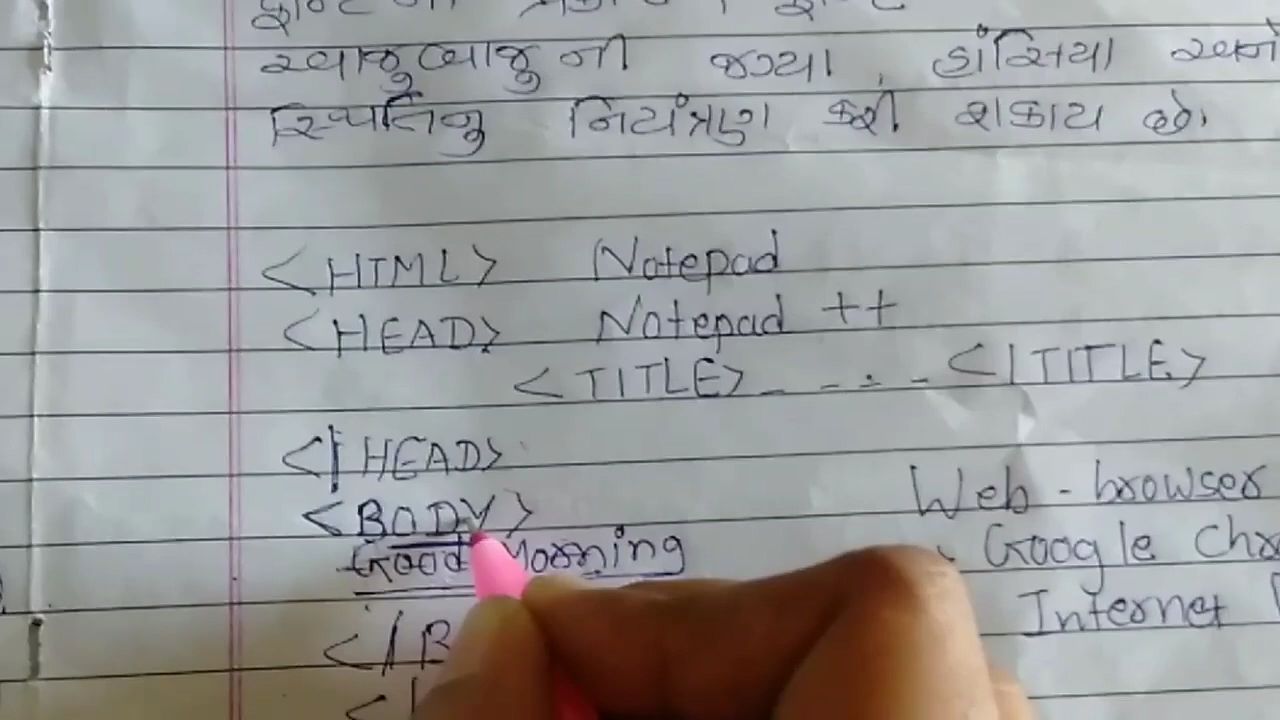 આજુબાજુની જગ્યા, હાંસિયા અને
સ્થિતિનુ નિયંત્રણ કરી શકાય છે.
<HTML> Notepad
<HEAD> Notepad ++
<TITLE> - - - - </TITLE>
</HEAD>
<BODY> Web - browser
Good Morning Google
</B Internet
<